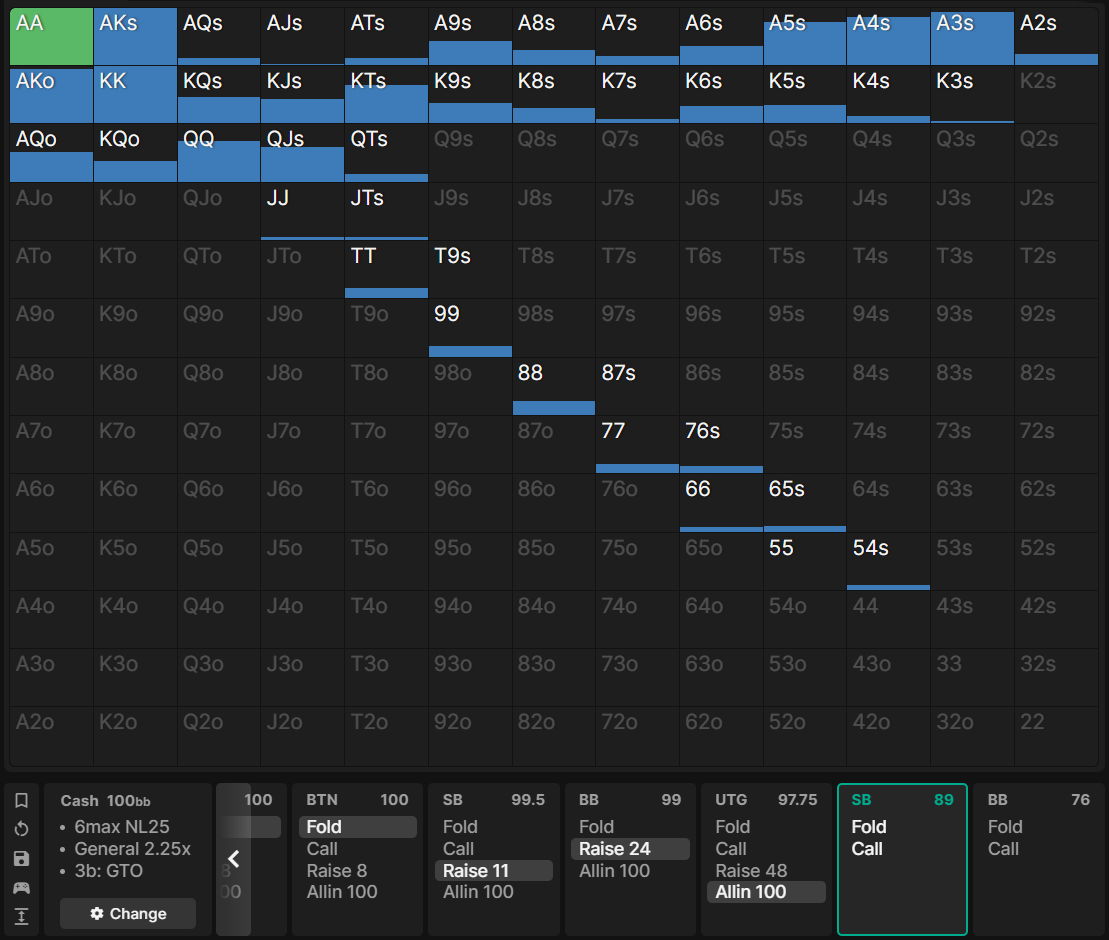 AA AKs AQs AJs ATs A9s A8s A7s A6s A5s A4s A3s A2s
AKo KK KQs KJs KTs K9s K8s K7s K6s K5s K4s K3s K2s
AQo KQo QQ QJs QTs Q9s Q8s Q7s Q6s Q5s Q4s Q3s Q2s
AJo KJo QJo JJ JTs J9s J8s J7s J6s J5s J4s J3s J2s
ATo KTo QTo JTo TT T9s T8s T7s T6s T5s T4s T3s T2s
A9o K9o Q9o J9o T9o 99 98s 97s 96s 95s 94s 93s 92s
A8o K8o Q8o J8o T8o 98o 88 87s 86s 85s 84s 83s 82s
A7o K7o Q7o J7o T7o 97o 87o 77 76s 75s 74s 73s 72s
A6o K6o Q6o J6o T6o 96o 86o 76o 66 65s 64s 63s 62s
A5o K5o Q5o J5o T5o 95o 85o 75o 65o 55 54s 53s 52s
A4o K4o Q4o J4o T4o 94o 84o 74o 64o 54o 44 43s 42s
A3o K3o Q3o J3o T3o 93o 83o 73o 63o 53o 43o 33 32s
A2o K2o Q2o J2o T2o 92o 82o 72o 62o 52o 42o 32o 22
Cash 100bb
• 6max NL25
• General 2.25x
• 3b: GTO
Change
100
8
00
BTN 100
Fold
Call
Raise 8
Allin 100
SB 99.5
Fold
Call
Raise 11
Allin 100
BB 99
Fold
Raise 24
Allin 100
UTG 97.75
Fold
Call
Raise 48
Allin 100
SB 89
Fold
Call
BB 76
Fold
Call